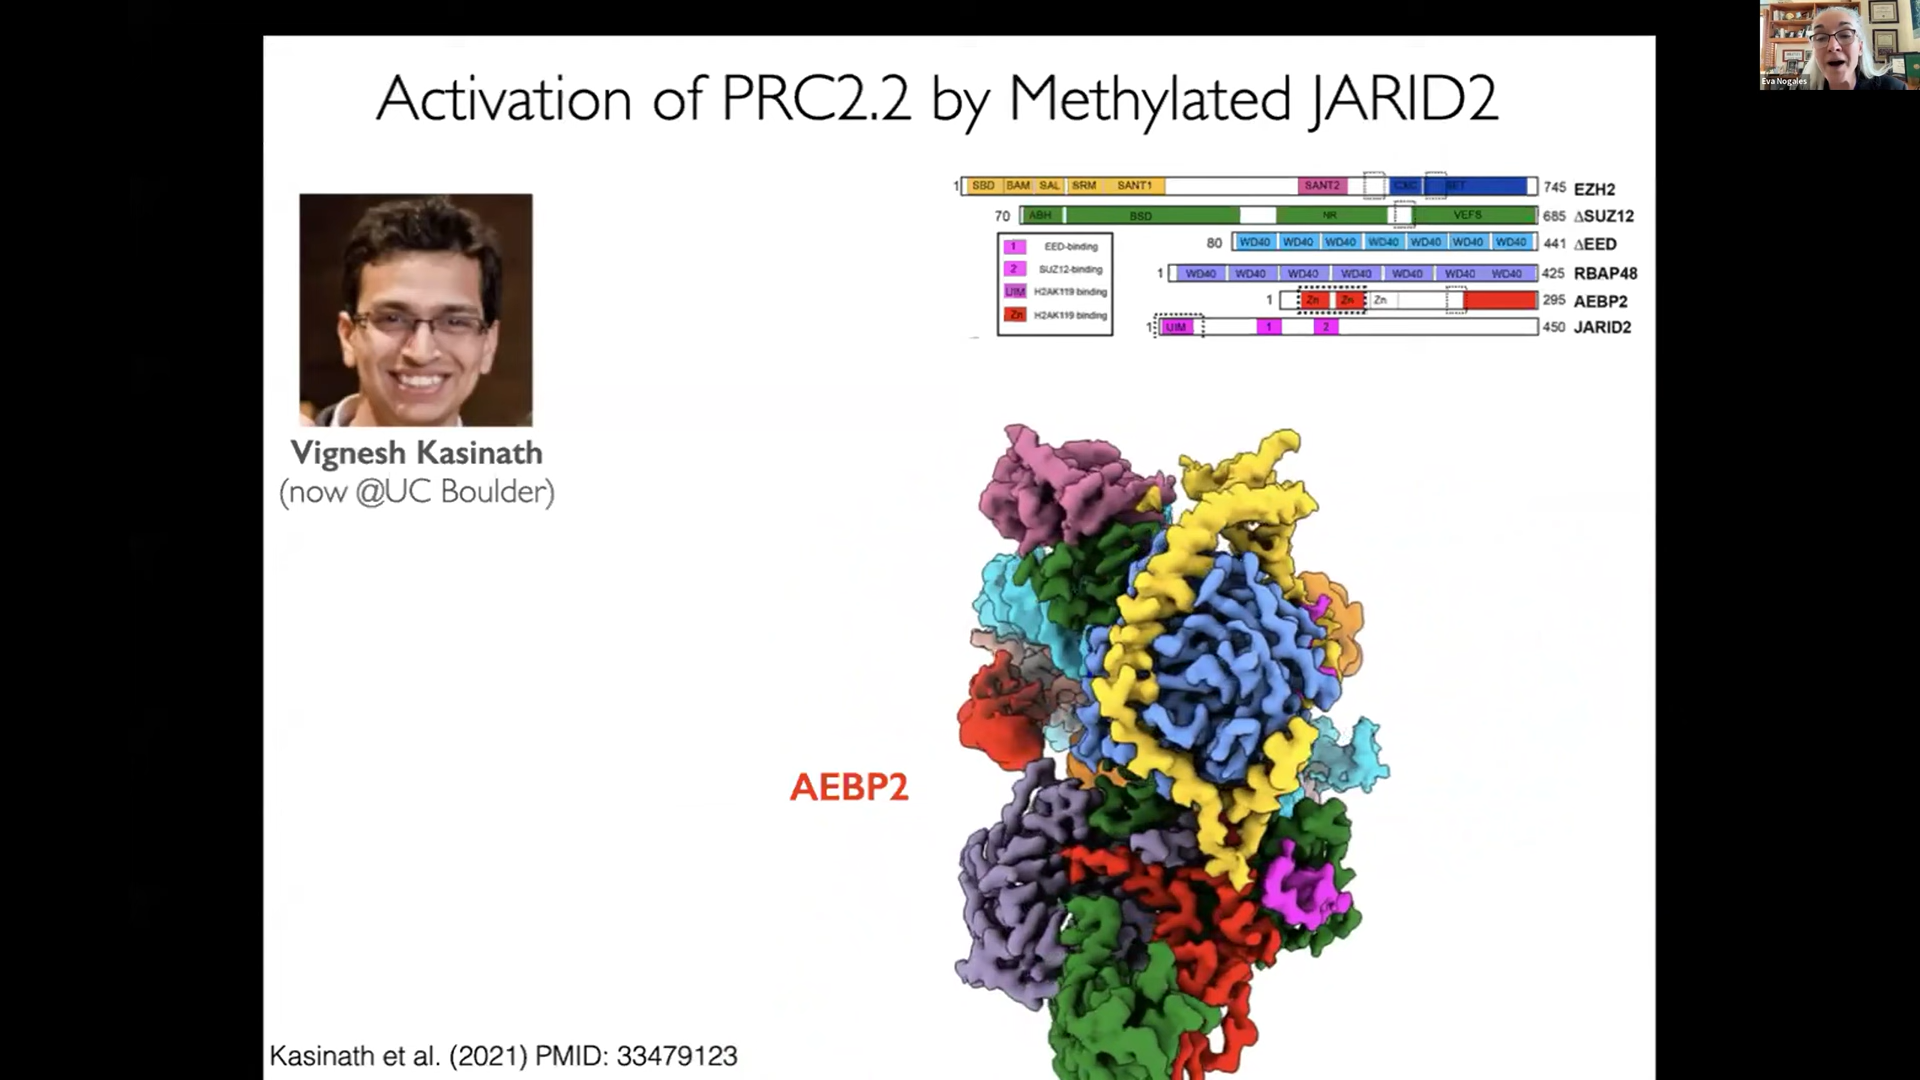 Activation of PRC2.2 by Methylated JARID2
Eva Nogales
1 SBD BAM SAL SRM SANT1 SANT2 CXC SET 745 EZH2
70 ABH BSD NR VEFS 685 ΔSUZ12
80 WD40 WD40 WD40 WD40 WD40 WD40 WD40 441 ΔEED
1 WD40 WD40 WD40 WD40 WD40 WD40 WD40 425 RBAP48
1 Zn Zn Zn 295 AEBP2
1 UIM 1 2 450 JARID2
1 EED-binding
2 SUZ12-binding
UIM H2AK119 binding
Zn H2AK119 binding
Vignesh Kasinath
(now @UC Boulder)
AEBP2
Kasinath et al. (2021) PMID: 33479123